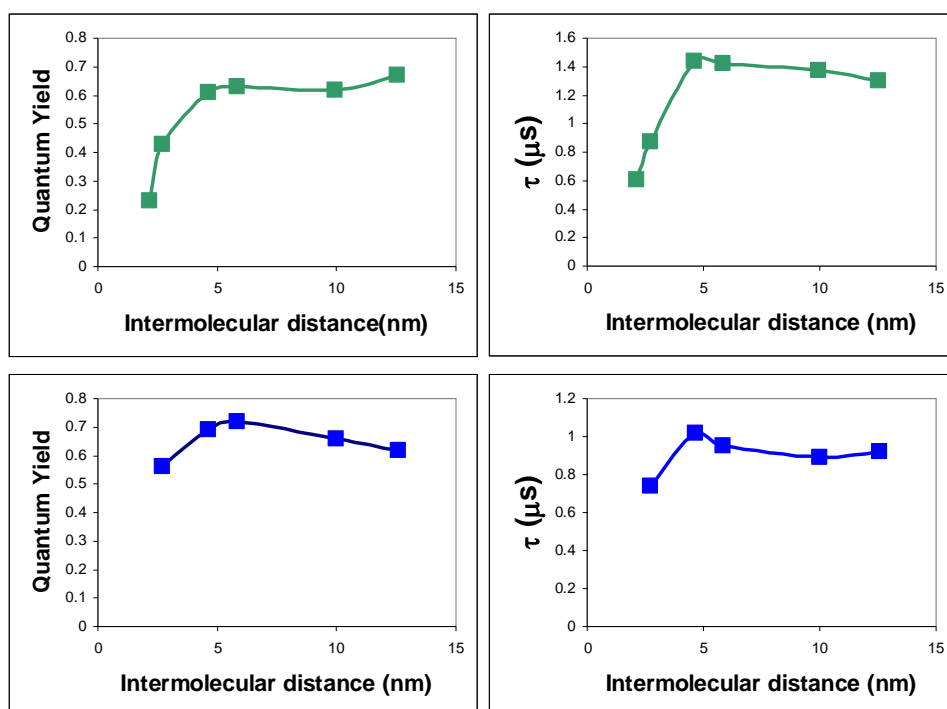 Quantum Yield
0.8
0.7
0.6
0.5
0.4
0.3
0.2
0.1
0
0 5 10 15
Intermolecular distance(nm)
τ (μs)
1.6
1.4
1.2
1
0.8
0.6
0.4
0.2
0
0 5 10 15
Intermolecular distance (nm)
Quantum Yield
0.8
0.7
0.6
0.5
0.4
0.3
0.2
0.1
0
0 5 10 15
Intermolecular distance (nm)
τ (μs)
1.2
1
0.8
0.6
0.4
0.2
0
0 5 10 15
Intermolecular distance (nm)